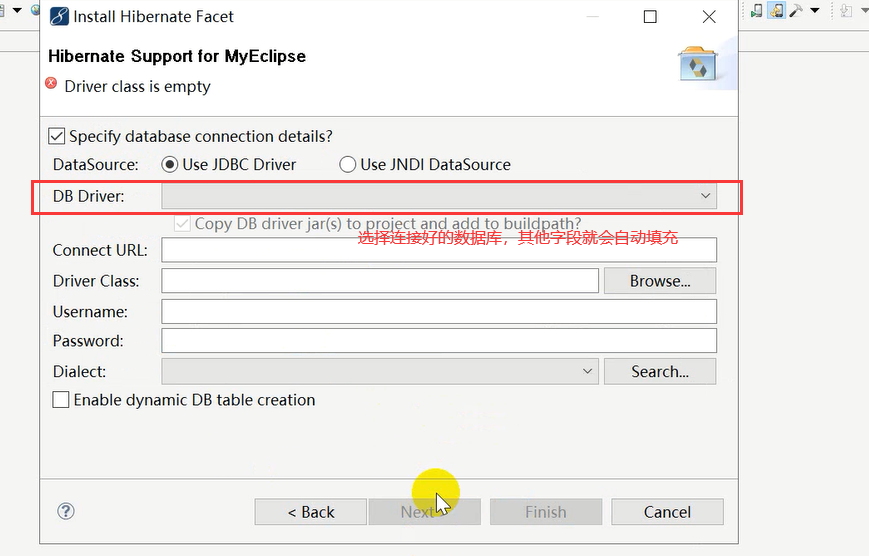 Install Hibernate Facet
Hibernate Support for MyEclipse
Driver class is empty
Specify database connection details?
DataSource: Use JDBC Driver Use JNDI DataSource
DB Driver:
Copy DB driver jar(s) to project and add to buildpath?
选择连接好的数据库，其他字段就会自动填充
Connect URL:
Driver Class: Browse...
Username:
Password:
Dialect: Search...
Enable dynamic DB table creation
< Back Next Finish Cancel